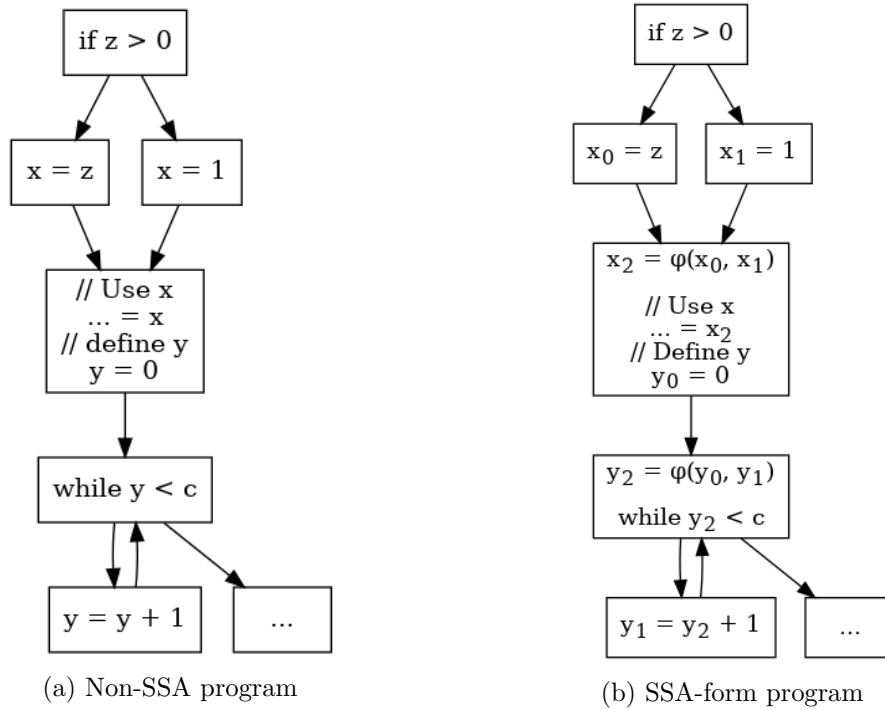 if z > 0
x = z
x = 1
// Use x
... = x
// define y
y = 0
while y < c
y = y + 1
...
(a) Non-SSA program
if z > 0
x₀ = z
x₁ = 1
x₂ = φ(x₀, x₁)
// Use x
... = x₂
// Define y
y₀ = 0
y₂ = φ(y₀, y₁)
while y₂ < c
y₁ = y₂ + 1
...
(b) SSA-form program